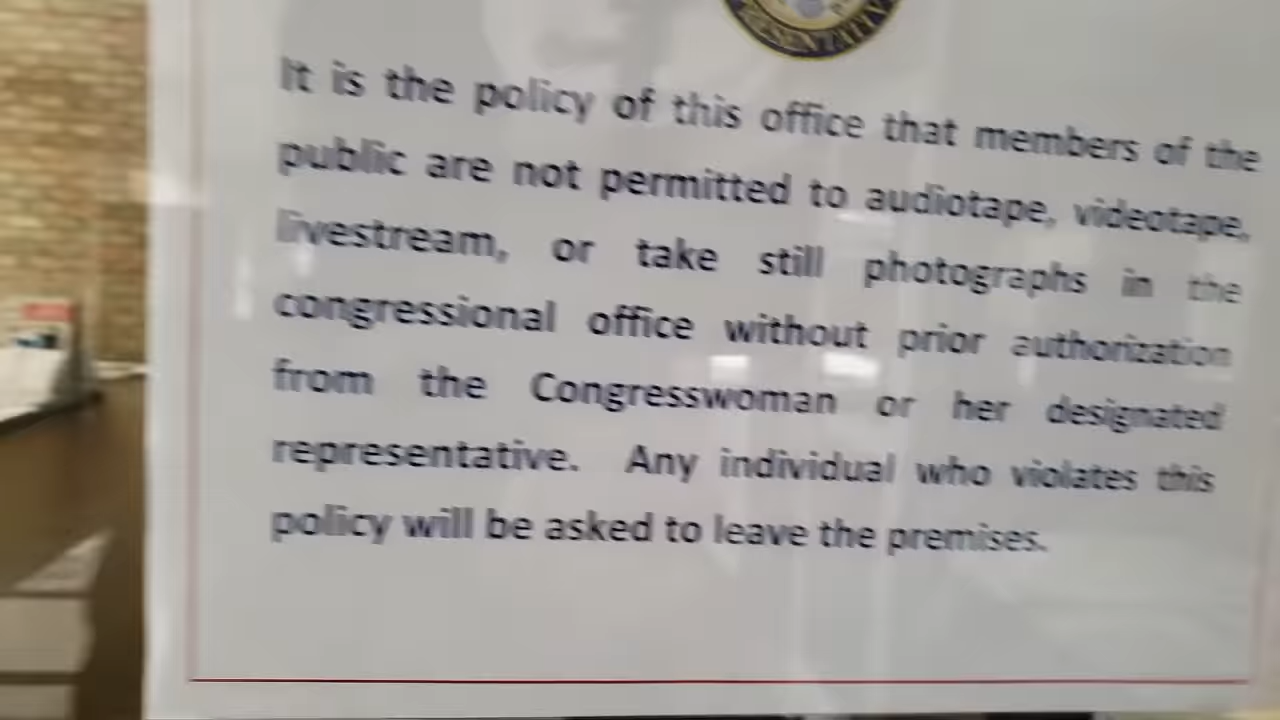 RESENTATIV
It is the policy of this office that members of the
public are not permitted to audiotape, videotape,
livestream, or take still photographs in the
congressional office without prior authorization
from the Congresswoman or her designated
representative. Any individual who violates this
policy will be asked to leave the premises.